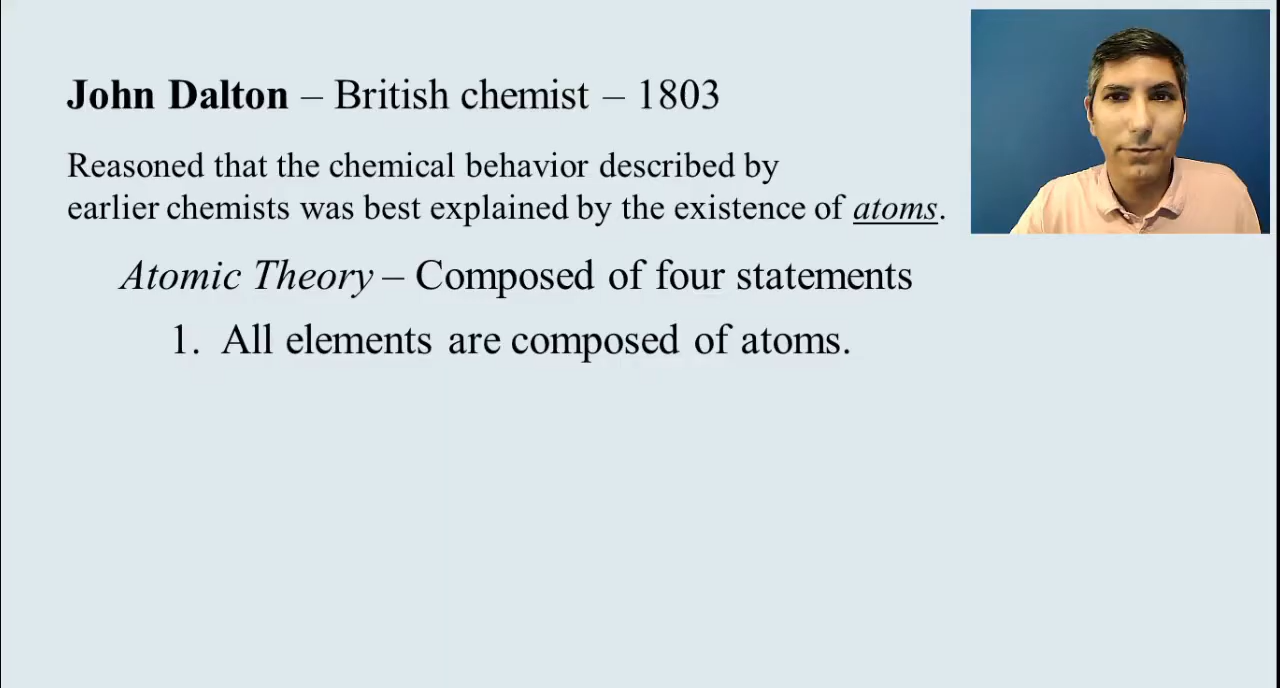 John Dalton – British chemist – 1803
Reasoned that the chemical behavior described by
earlier chemists was best explained by the existence of atoms.
Atomic Theory – Composed of four statements
1. All elements are composed of atoms.